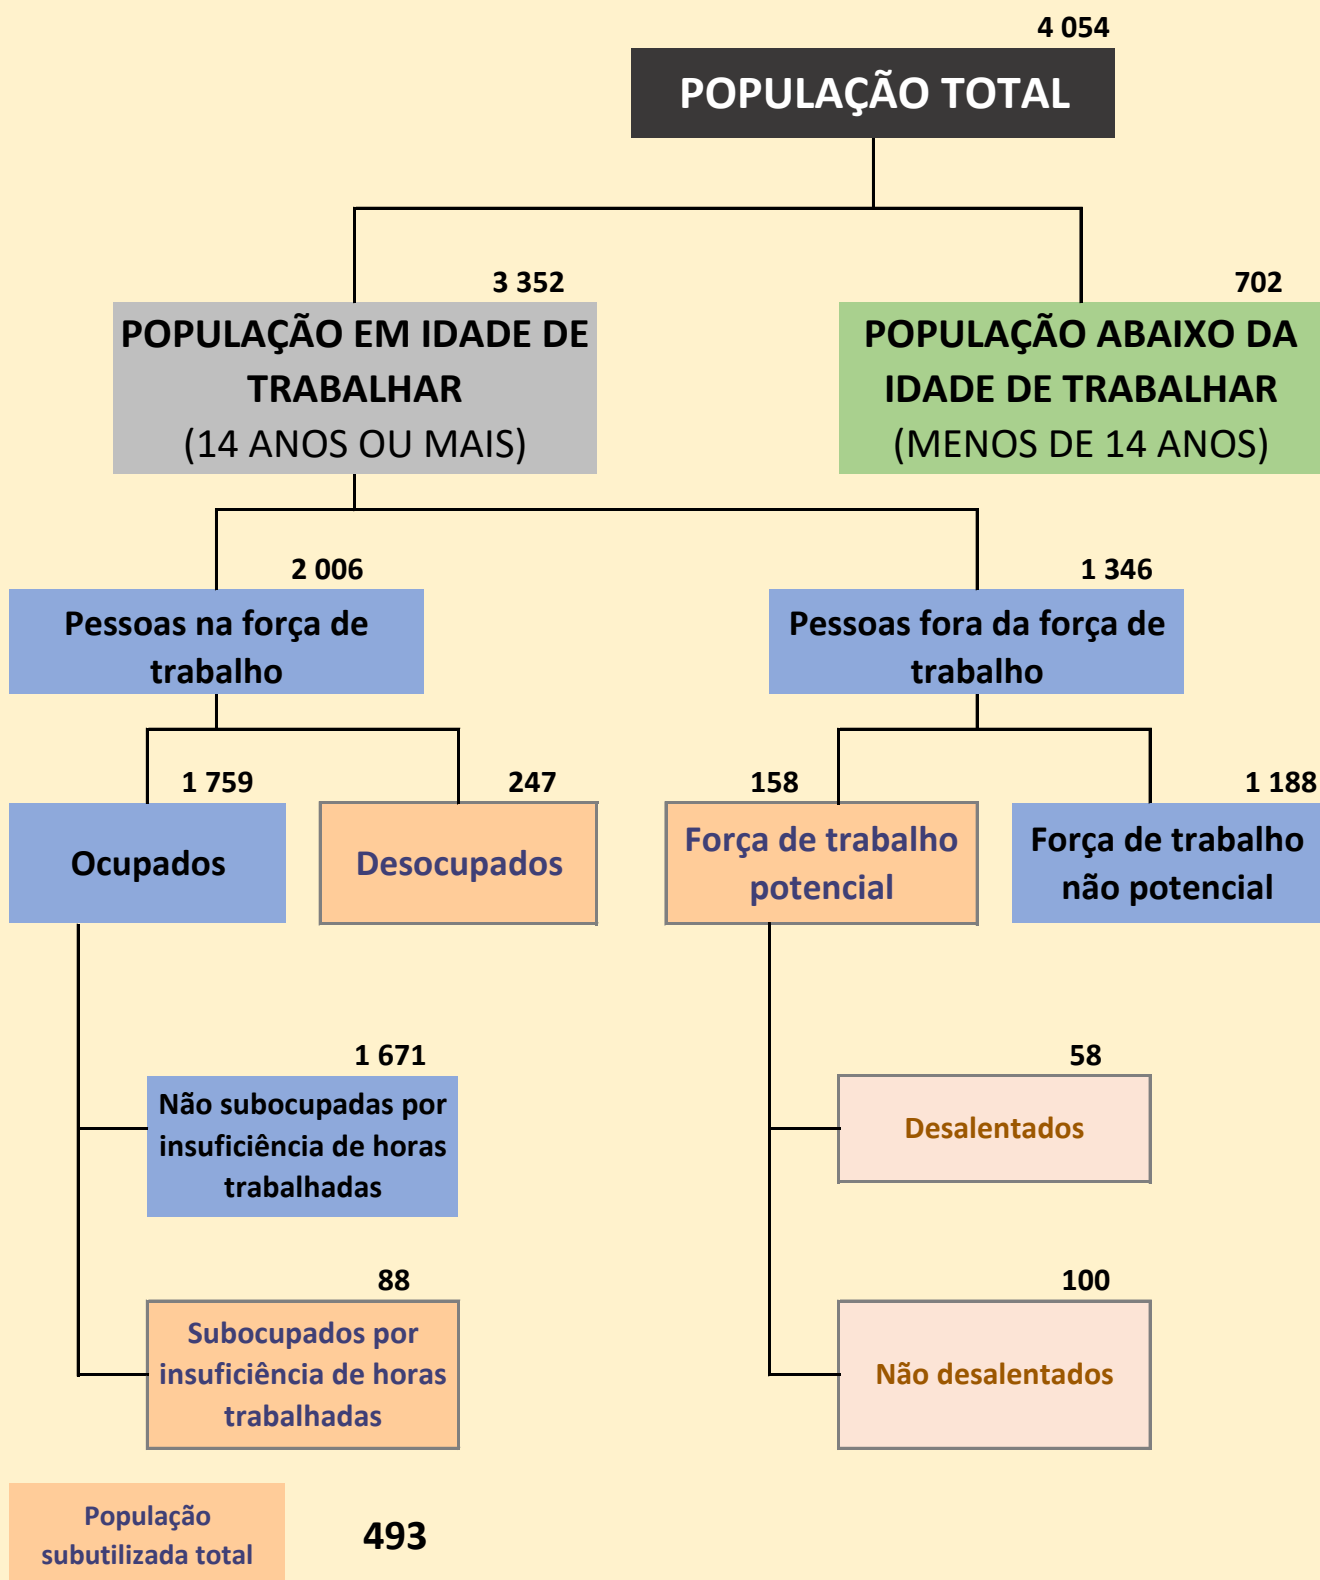 4 054
POPULAÇÃO TOTAL
3 352
POPULAÇÃO EM IDADE DE
TRABALHAR
(14 ANOS OU MAIS)
702
POPULAÇÃO ABAIXO DA
IDADE DE TRABALHAR
(MENOS DE 14 ANOS)
2 006
Pessoas na força de
trabalho
1 346
Pessoas fora da força de
trabalho
1 759
Ocupados
247
Desocupados
158
Força de trabalho
potencial
1 188
Força de trabalho
não potencial
1 671
Não subocupadas por
insuficiência de horas
trabalhadas
58
Desalentados
88
Subocupados por
insuficiência de horas
trabalhadas
100
Não desalentados
População
subutilizada total
493